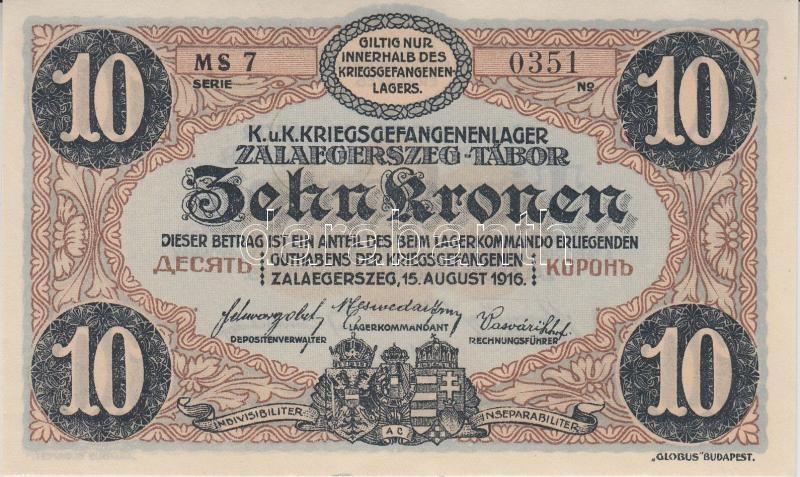 10
MS 7
SERIE
GILTIG NUR
INNERHALB DES
KRIEGSGEFANGENEN-
LAGERS.
0351
No
10
K.u.K. KRIEGSGEFANGENENLAGER
ZALAEGERSZEG-TÁBOR
Zehn Kronen
darabanth
DIESER BETRAG IST EIN ANTEIL DES BEIM LAGERKOMMANDO ERLIEGENDEN
GUTHABENS DER KRIEGSGEFANGENEN
ДЕСЯТЬ
КОРОНЪ
ZALAEGERSZEG, 15. AUGUST 1916.
DEPOSITENVERWALTER
LAGERKOMMANDANT
RECHNUNGSFÜHRER
10
INDIVISIBILITER
AC
INSEPARABILITER
10
„GLOBUS" BUDAPEST.